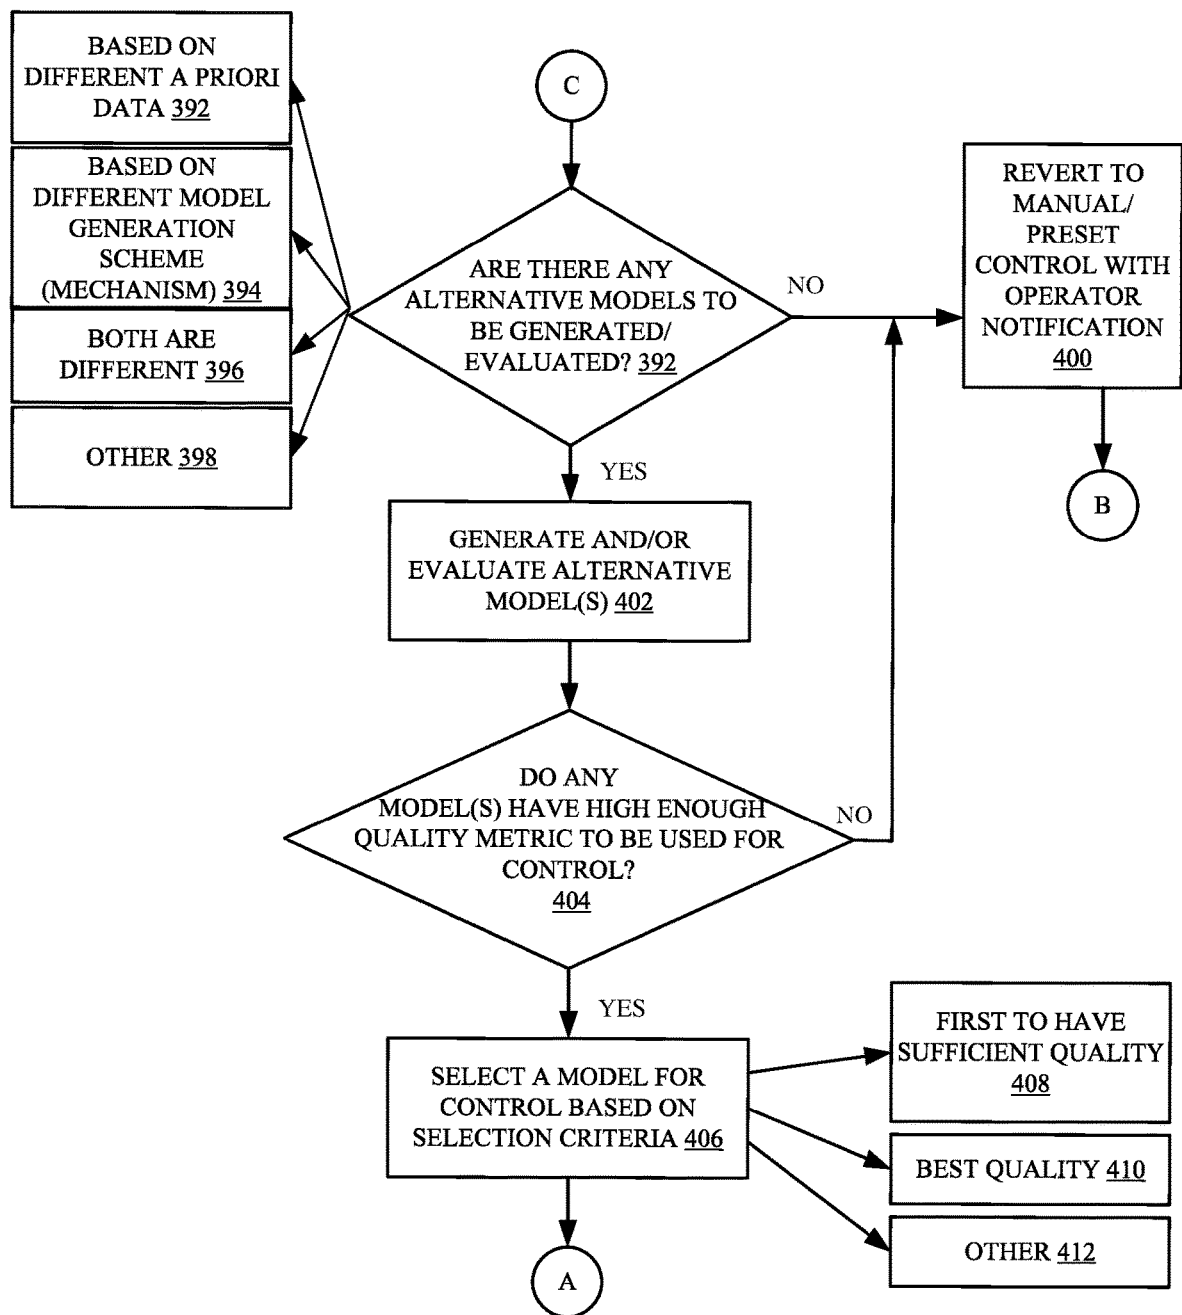 BASED ON
DIFFERENT A PRIORI
DATA 392
BASED ON
DIFFERENT MODEL
GENERATION
SCHEME
(MECHANISM) 394
BOTH ARE
DIFFERENT 396
OTHER 398
C
ARE THERE ANY
ALTERNATIVE MODELS TO
BE GENERATED/
EVALUATED? 392
NO
REVERT TO
MANUAL/
PRESET
CONTROL WITH
OPERATOR
NOTIFICATION
400
B
YES
GENERATE AND/OR
EVALUATE ALTERNATIVE
MODEL(S) 402
DO ANY
MODEL(S) HAVE HIGH ENOUGH
QUALITY METRIC TO BE USED FOR
CONTROL?
404
NO
YES
SELECT A MODEL FOR
CONTROL BASED ON
SELECTION CRITERIA 406
FIRST TO HAVE
SUFFICIENT QUALITY
408
BEST QUALITY 410
OTHER 412
A